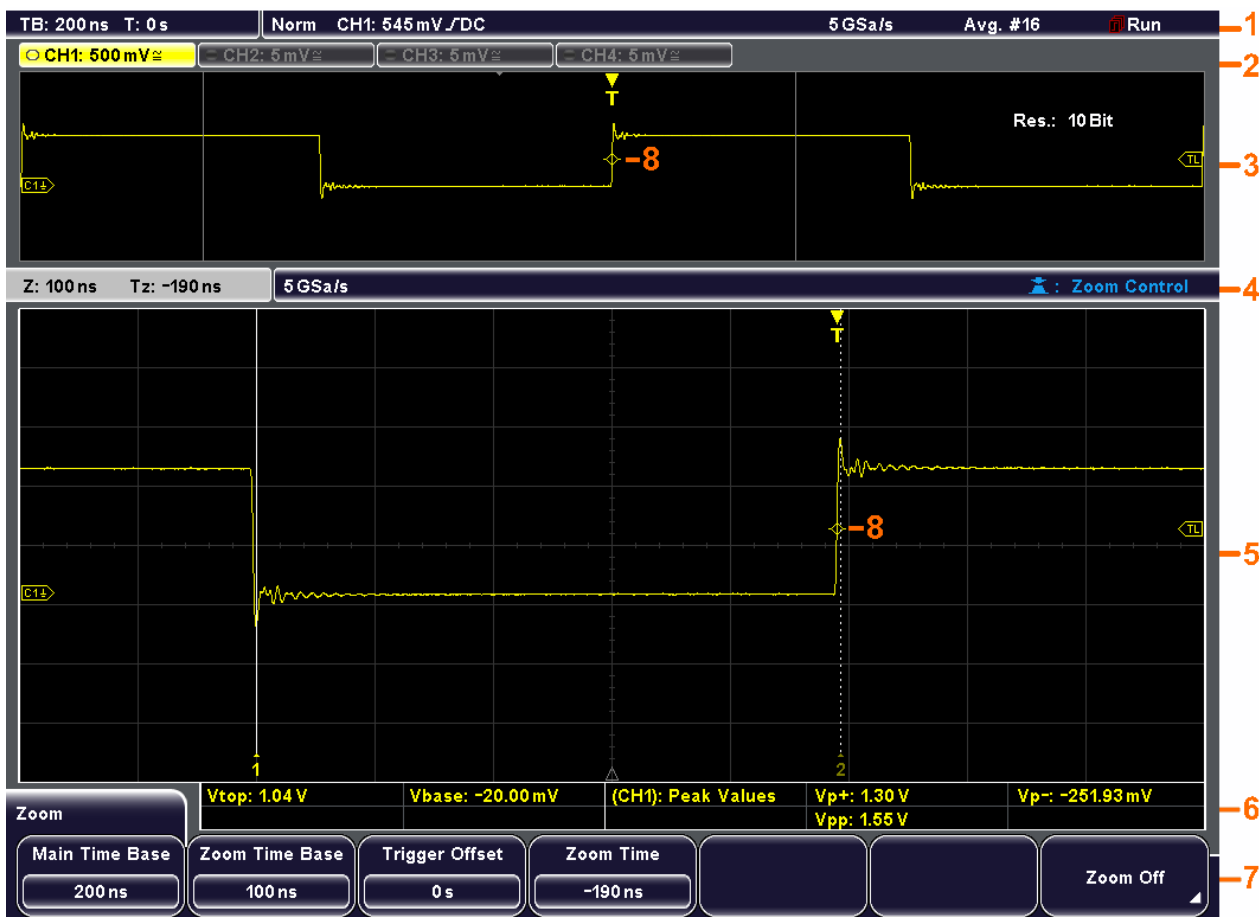 TB: 200 ns T: 0 s Norm CH1: 545 mV DC 5 GSa/s Avg. #16 Run 1
CH1: 500 mV≅ CH2: 5 mV≅ CH3: 5 mV≅ CH4: 5 mV≅ 2
T
Res.: 10 Bit
8
TL
3
C1
Z: 100 ns Tz: -190 ns 5 GSa/s : Zoom Control 4
T
8
TL
5
C1
1
2
Vtop: 1.04 V Vbase: -20.00 mV (CH1): Peak Values Vp+: 1.30 V Vp-: -251.93 mV
Zoom
6
Vpp: 1.55 V
Main Time Base Zoom Time Base Trigger Offset Zoom Time
Zoom Off
7
200 ns 100 ns 0 s -190 ns